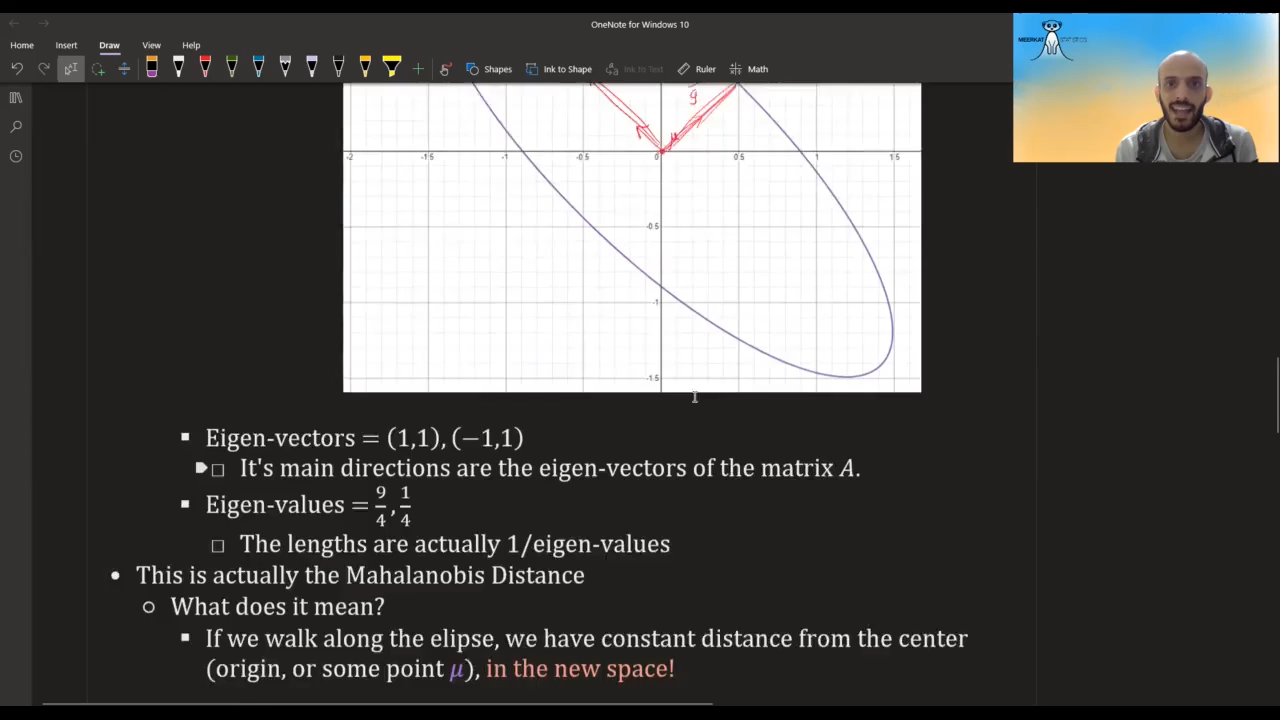 OneNote for Windows 10
MEERKAT STATISTICS
Home Insert Draw View Help
Shapes Ink to Shape Ink to Text Ruler Math
9
μ
-2 -1.5 -1 -0.5 0 0.5 1 1.5
-0.5
-1
-1.5
▪ Eigen-vectors = (1,1), (−1,1)
□ It's main directions are the eigen-vectors of the matrix A.
▪ Eigen-values = 9/4, 1/4
□ The lengths are actually 1/eigen-values
• This is actually the Mahalanobis Distance
○ What does it mean?
▪ If we walk along the elipse, we have constant distance from the center
(origin, or some point μ), in the new space!